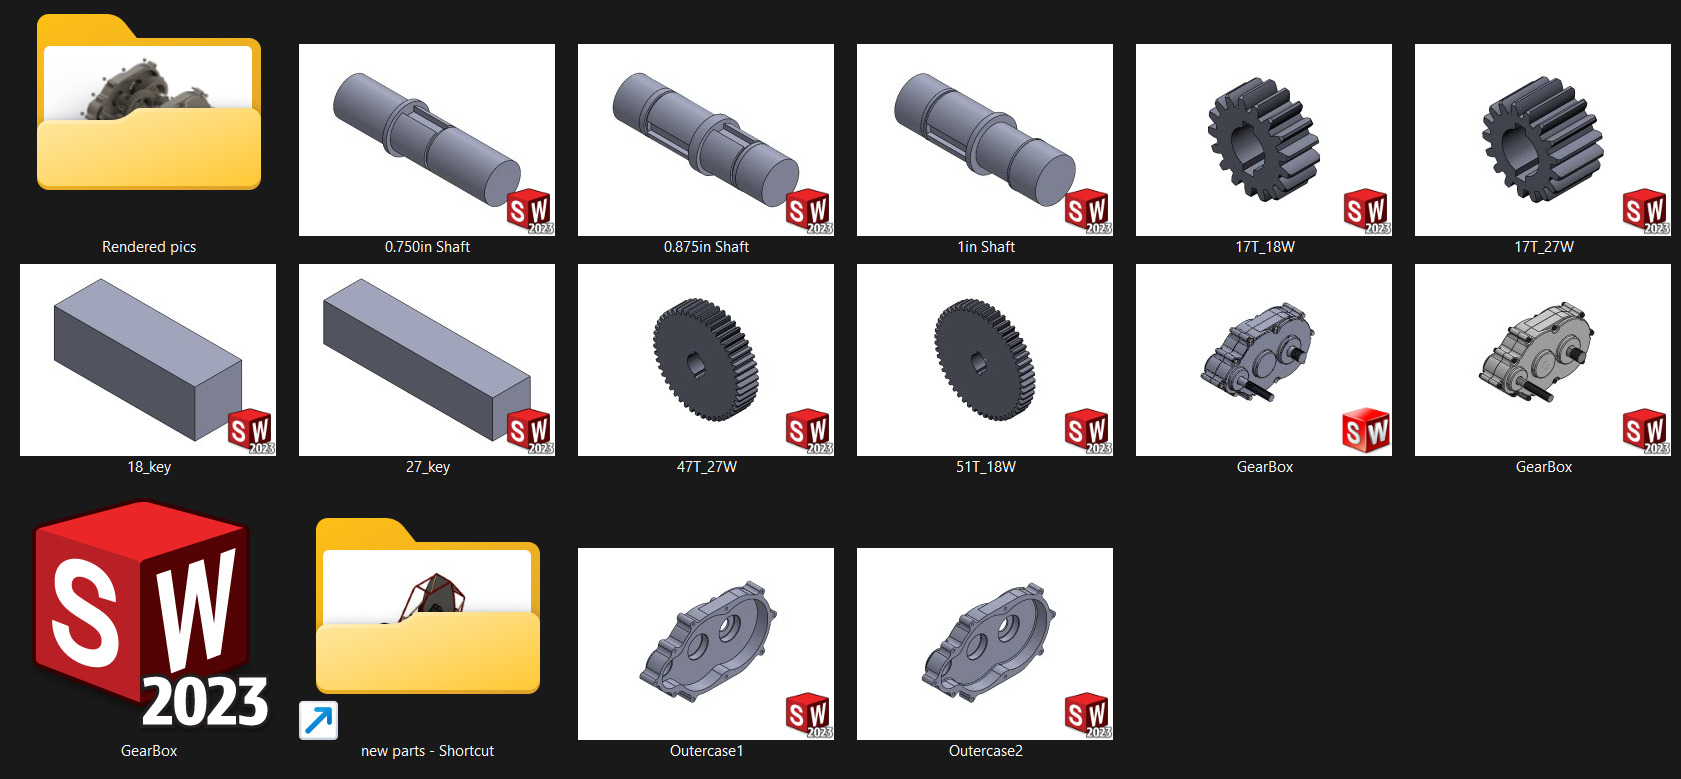 SW
2023
SW
2023
SW
2023
SW
2023
SW
2023
Rendered pics
0.750in Shaft
0.875in Shaft
1in Shaft
17T_18W
17T_27W
SW
2023
SW
2023
SW
2023
SW
2023
SW
SW
2023
18_key
27_key
47T_27W
51T_18W
GearBox
GearBox
SW
2023
SW
2023
SW
2023
GearBox
new parts - Shortcut
Outercase1
Outercase2